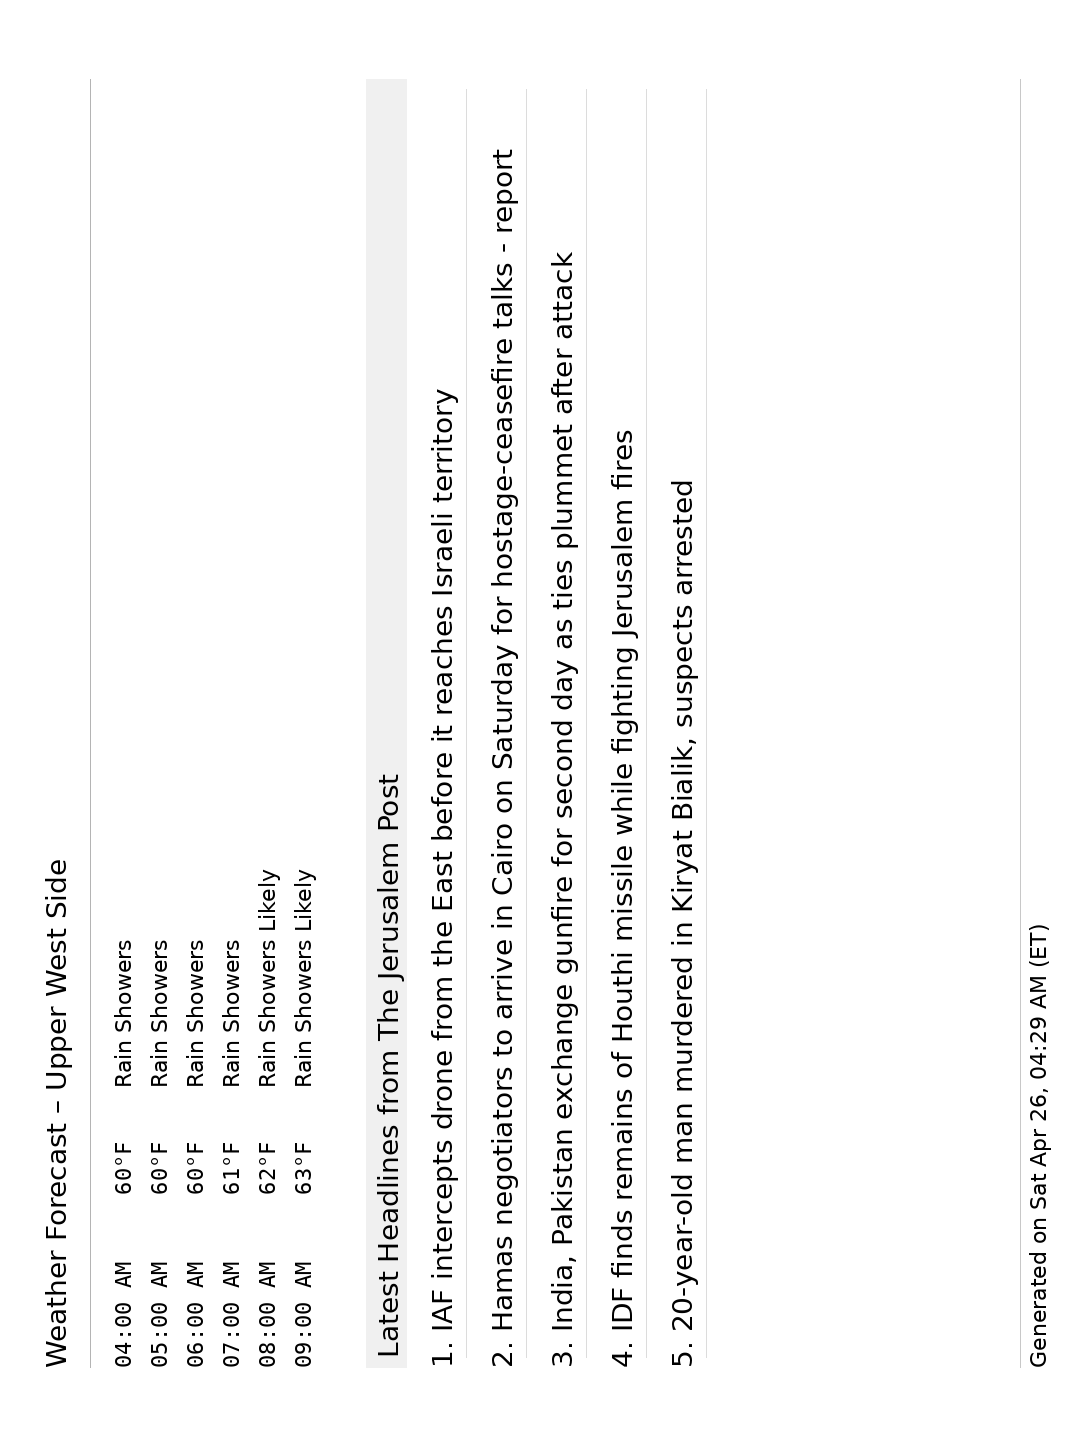 Weather Forecast – Upper West Side
04:00 AM 60°F Rain Showers
05:00 AM 60°F Rain Showers
06:00 AM 60°F Rain Showers
07:00 AM 61°F Rain Showers
08:00 AM 62°F Rain Showers Likely
09:00 AM 63°F Rain Showers Likely
Latest Headlines from The Jerusalem Post
1. IAF intercepts drone from the East before it reaches Israeli territory
2. Hamas negotiators to arrive in Cairo on Saturday for hostage-ceasefire talks - report
3. India, Pakistan exchange gunfire for second day as ties plummet after attack
4. IDF finds remains of Houthi missile while fighting Jerusalem fires
5. 20-year-old man murdered in Kiryat Bialik, suspects arrested
Generated on Sat Apr 26, 04:29 AM (ET)